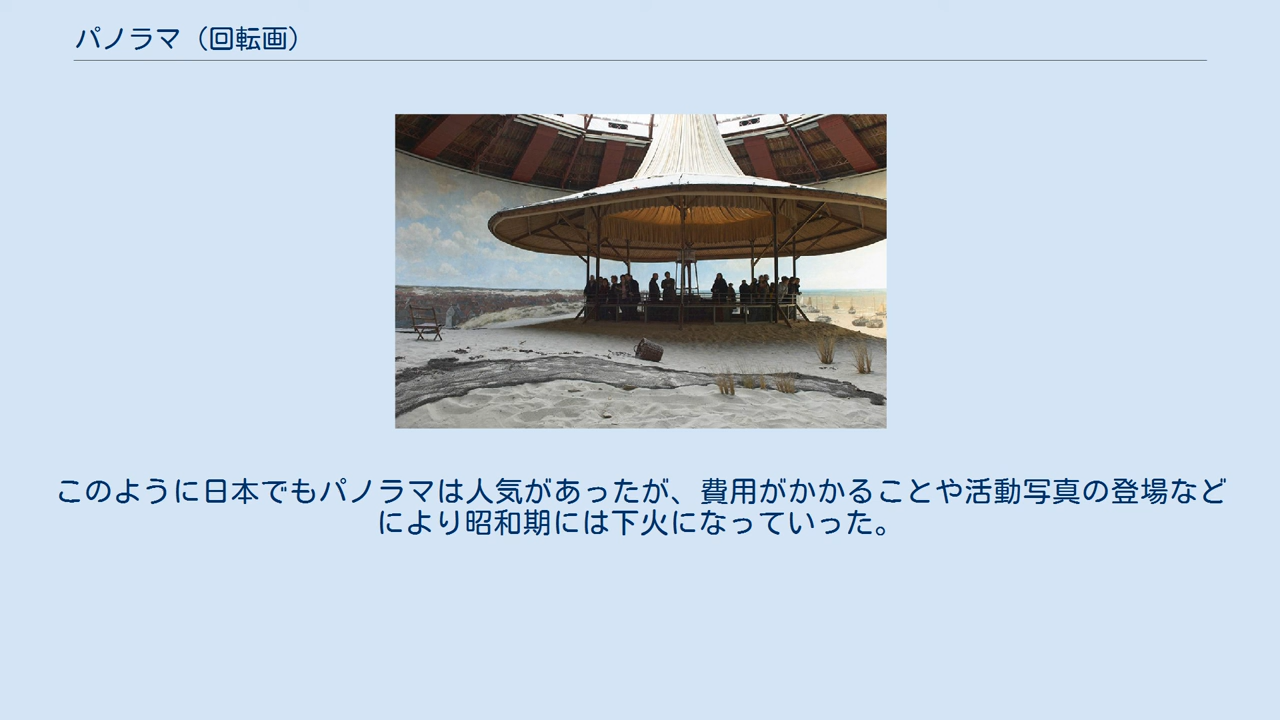 パノラマ（回転画）
このように日本でもパノラマは人気があったが、費用がかかることや活動写真の登場など
により昭和期には下火になっていった。